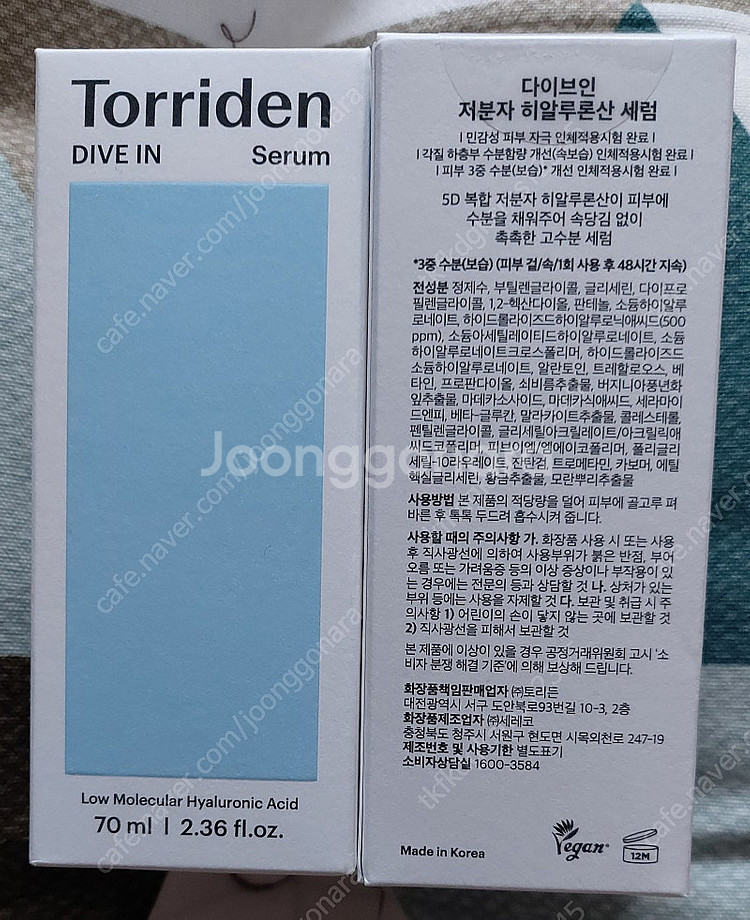 Torriden
DIVE IN Serum
Low Molecular Hyaluronic Acid
70 ml | 2.36 fl.oz.
다이브인
저분자 히알루론산 세럼
| 민감성 피부 자극 인체적용시험 완료 |
| 각질 하층부 수분함량 개선(속보습) 인체적용시험 완료 |
| 피부 3중 수분(보습)* 개선 인체적용시험 완료 |
5D 복합 저분자 히알루론산이 피부에
수분을 채워주어 속당김 없이
촉촉한 고수분 세럼
*3중 수분(보습) (피부 겉/속/1회 사용 후 48시간 지속)
전성분 정제수, 부틸렌글라이콜, 글리세린, 다이프로
필렌글라이콜, 1,2-헥산다이올, 판테놀, 소듐하이알루
로네이트, 하이드롤라이즈드하이알루로닉애씨드(500
ppm), 소듐아세틸레이티드하이알루로네이트, 소듐
하이알루로네이트크로스폴리머, 하이드롤라이즈드
소듐하이알루로네이트, 알란토인, 트레할로오스, 베
타인, 프로판다이올, 쇠비름추출물, 버지니아풍년화
잎추출물, 마데카소사이드, 마데카식애씨드, 세라마이
드엔피, 베타-글루칸, 말라카이트추출물, 콜레스테롤,
펜틸렌글라이콜, 글리세릴아크릴레이트/아크릴릭애
씨드코폴리머, 피브이엠/엠에이코폴리머, 폴리글리
세릴-10라우레이트, 잔탄검, 트로메타민, 카보머, 에틸
헥실글리세린, 황금추출물, 모란뿌리추출물
사용방법 본 제품의 적당량을 덜어 피부에 골고루 펴
바른 후 톡톡 두드려 흡수시켜 줍니다.
사용할 때의 주의사항 가. 화장품 사용 시 또는 사용
후 직사광선에 의하여 사용부위가 붉은 반점, 부어
오름 또는 가려움증 등의 이상 증상이나 부작용이 있
는 경우에는 전문의 등과 상담할 것 나. 상처가 있는
부위 등에는 사용을 자제할 것 다. 보관 및 취급 시 주
의사항 1) 어린이의 손이 닿지 않는 곳에 보관할 것
2) 직사광선을 피해서 보관할 것
본 제품에 이상이 있을 경우 공정거래위원회 고시 '소
비자 분쟁 해결 기준'에 의해 보상해 드립니다.
화장품책임판매업자 ㈜토리든
대전광역시 서구 도안북로93번길 10-3, 2층
화장품제조업자 ㈜세레코
충청북도 청주시 서원구 현도면 시목외천로 247-19
제조번호 및 사용기한 별도표기
소비자상담실 1600-3584
Made in Korea
Vegan
12M
Joonggonara
cafe.naver.com/joonggonara
cafe.naver.com/joonggonara
cafe.naver.com/joonggonara